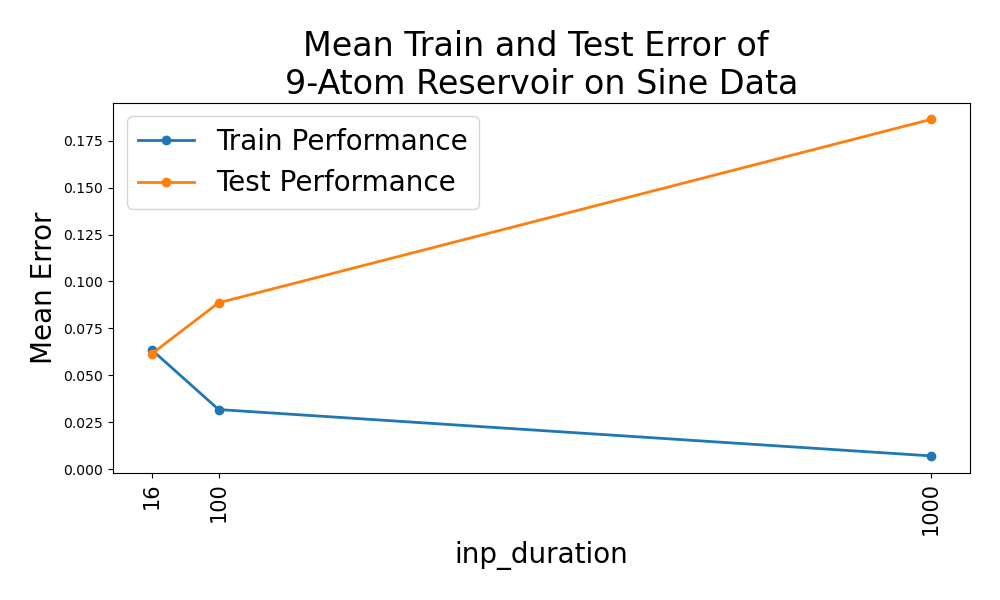 Mean Train and Test Error of
9-Atom Reservoir on Sine Data
Train Performance
Test Performance
Mean Error
0.175
0.150
0.125
0.100
0.075
0.050
0.025
0.000
16
100
1000
inp_duration